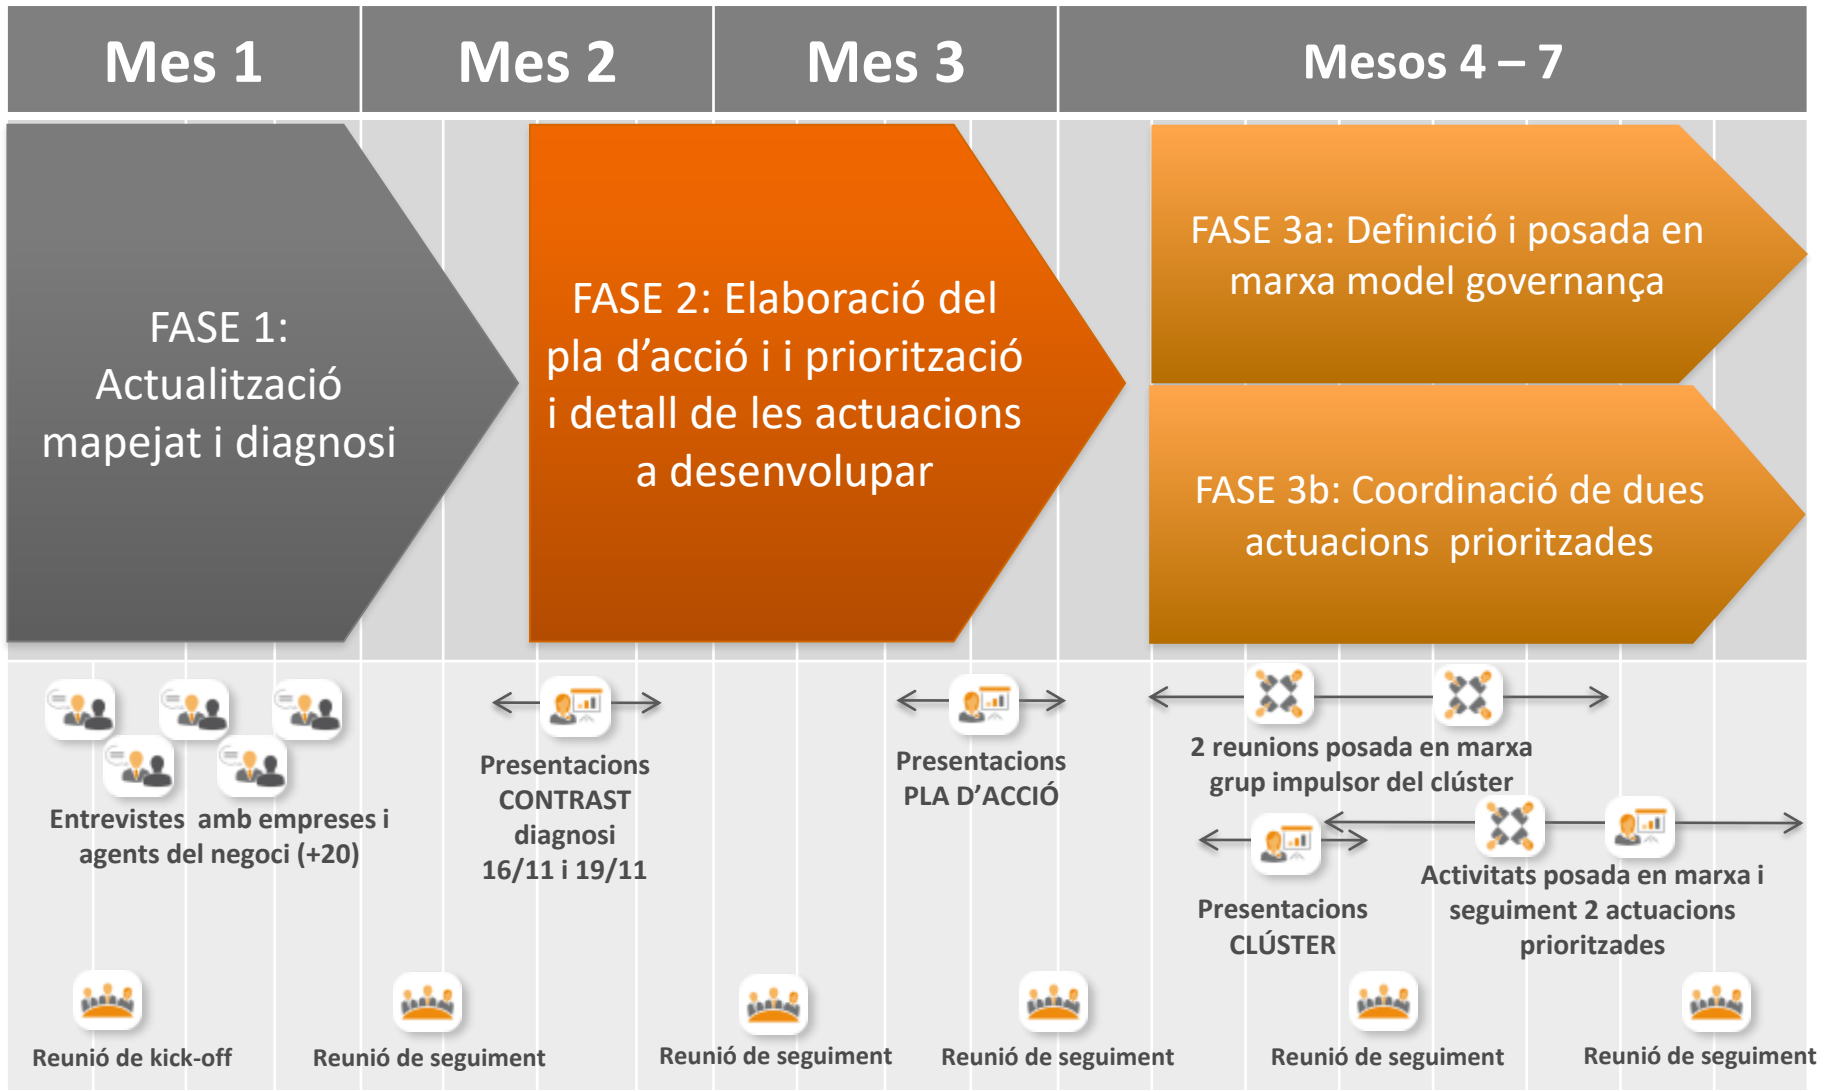 Mes 1
Mes 2
Mes 3
Mesos 4 – 7
FASE 1:
Actualització
mapejat i diagnosi
FASE 2: Elaboració del
pla d’acció i i priorització
i detall de les actuacions
a desenvolupar
FASE 3a: Definició i posada en
marxa model governança
FASE 3b: Coordinació de dues
actuacions  prioritzades
Entrevistes  amb empreses i
agents del negoci (+20)
Presentacions
CONTRAST
diagnosi
16/11 i 19/11
Presentacions
PLA D’ACCIÓ
2 reunions posada en marxa
grup impulsor del clúster
Presentacions
CLÚSTER
Activitats posada en marxa i
seguiment 2 actuacions
prioritzades
Reunió de kick-off
Reunió de seguiment
Reunió de seguiment
Reunió de seguiment
Reunió de seguiment
Reunió de seguiment